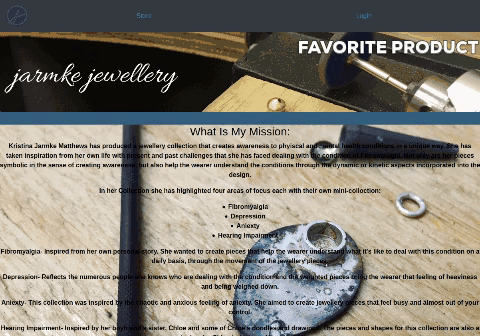 Store
Login
FAVORITE PRODUCT
jarmke jewellery
What Is My Mission:
Kristina Jarmke Matthews has produced a jewellery collection that creates awareness to phyiscal and mental health conditions in a unique way. She has
taken inspiration from her own life with present and past challenges that she has faced dealing with the condition of Fibromyalgia. Not only are her pieces
symbolic in the sense of creating awareness, but also help the wearer understand the conditions through the dynamic or kinetic aspects incorporated into the
design.
In her Collection she has highlighted four areas of focus each with their own mini-collection:
Fibromyalgia
Depression
Aniexty
Hearing Impairment
Fibromyalgia- Inspired from her own personal story. She wanted to create pieces that help the wearer understand what it's like to deal with this condition on a
daily basis, through the movement of the jewellery pieces.
Depression- Reflects the numerous people she knows who are dealing with the condition and the weighted pieces bring the wearer that feeling of heaviness
and being weighed down.
Aniexty- This collection was inspired by the chaotic and anxious feeling of anxiety. She aimed to create jewellery pieces that feel busy and almost out of your
control.
Hearing Impairment- Inspired by her boyfriend's sister, Chloe and some of Chloe's doodles and drawings. The pieces and shapes for this collection are also a